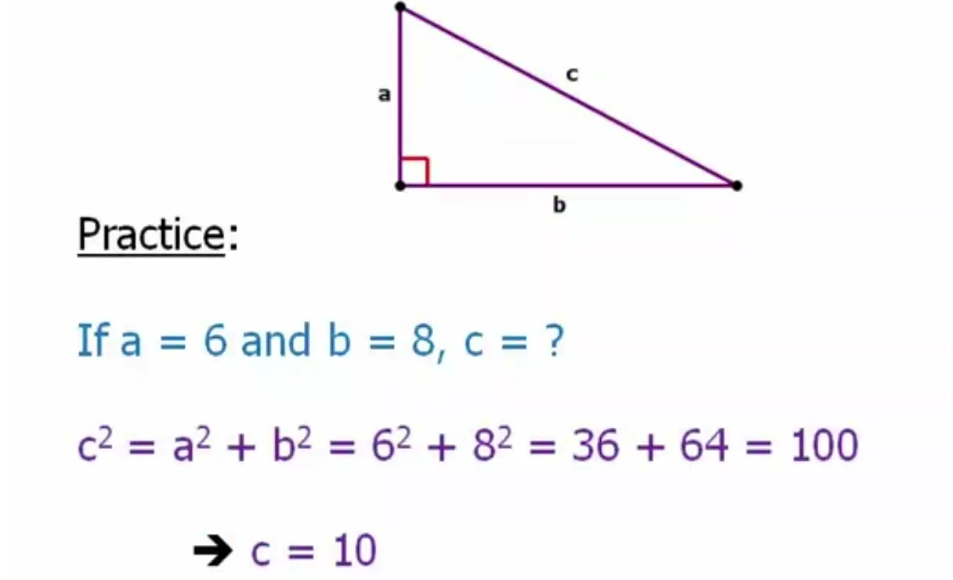 c
a
b
Practice:
If a = 6 and b = 8, c = ?
c² = a² + b² = 6² + 8² = 36 + 64 = 100
➔ c = 10